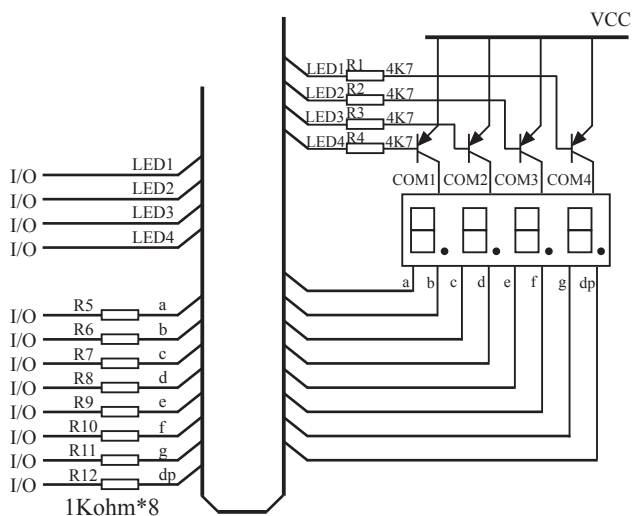 VCC
LED1 R1 4K7
LED2 R2 4K7
LED3 R3 4K7
LED4 R4 4K7
COM1 COM2 COM3 COM4
I/O LED1
I/O LED2
I/O LED3
I/O LED4
a b c d e f g dp
I/O R5 a
I/O R6 b
I/O R7 c
I/O R8 d
I/O R9 e
I/O R10 f
I/O R11 g
I/O R12 dp
1Kohm*8